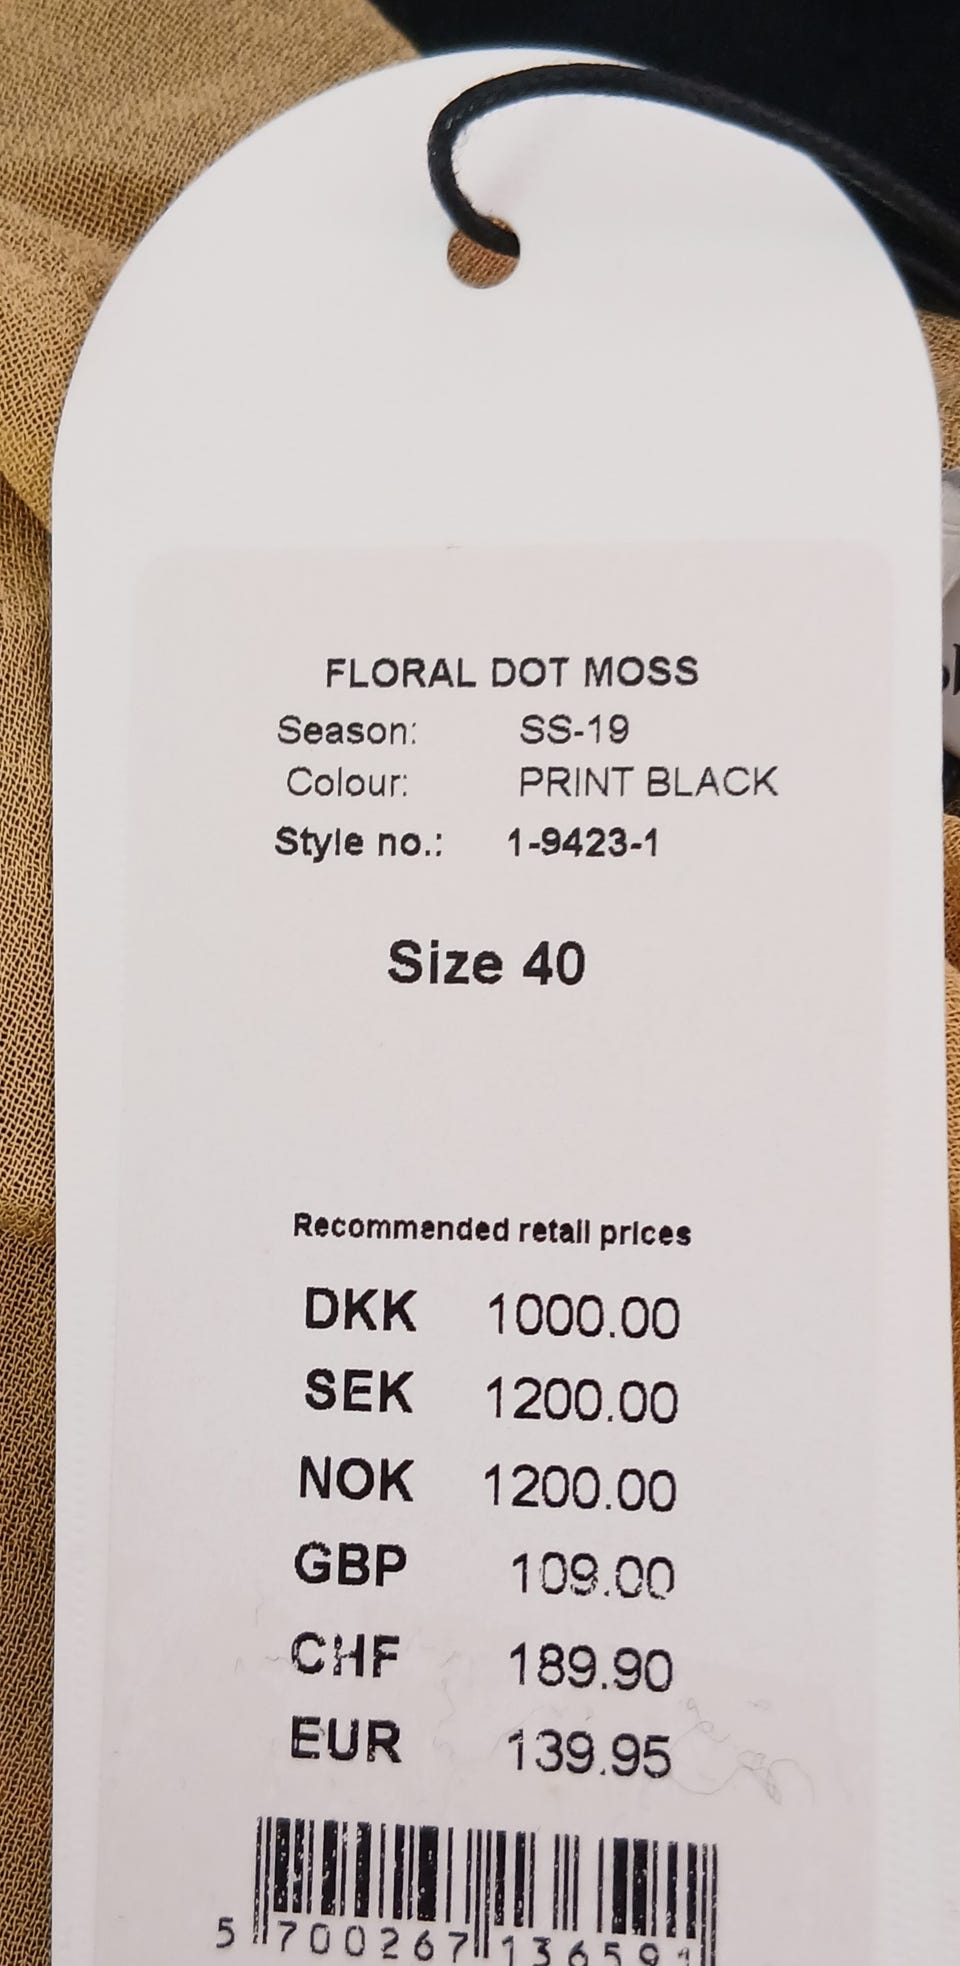 FLORAL DOT MOSS
Season: SS-19
Colour: PRINT BLACK
Style no.: 1-9423-1
Size 40
Recommended retail prices
DKK 1000.00
SEK 1200.00
NOK 1200.00
GBP 109.00
CHF 189.90
EUR 139.95
5 700267 136591